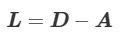 L = D − A